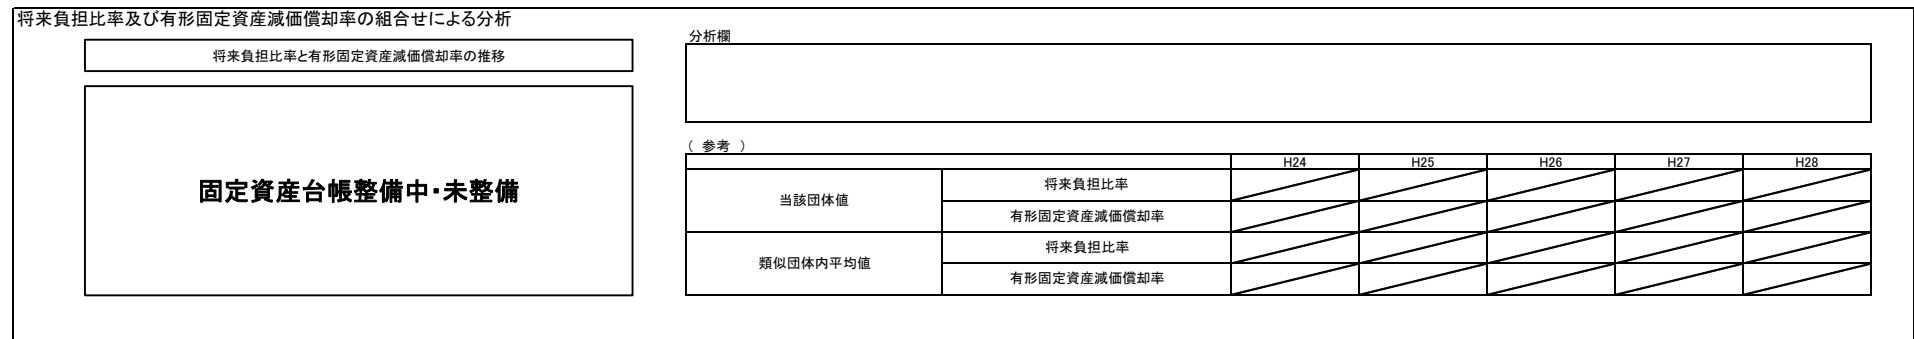 将来負担比率及び有形固定資産減価償却率の組合せによる分析
将来負担比率と有形固定資産減価償却率の推移
固定資産台帳整備中・未整備
分析欄
（ 参考 ）
H24 H25 H26 H27 H28
当該団体値
将来負担比率
有形固定資産減価償却率
類似団体内平均値
将来負担比率
有形固定資産減価償却率